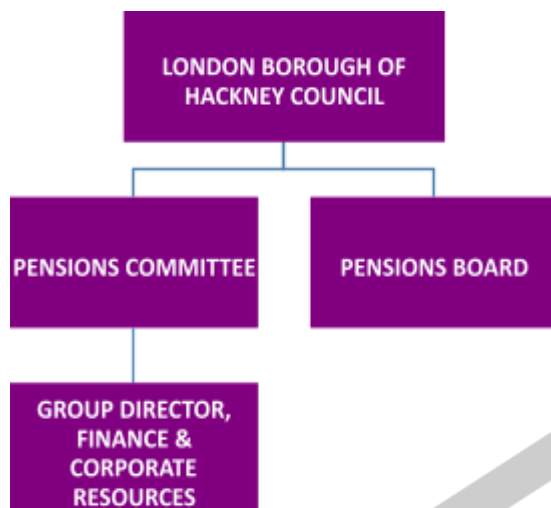 LONDON BOROUGH OF
HACKNEY COUNCIL
PENSIONS COMMITTEE
PENSIONS BOARD
GROUP DIRECTOR,
FINANCE &
CORPORATE
RESOURCES